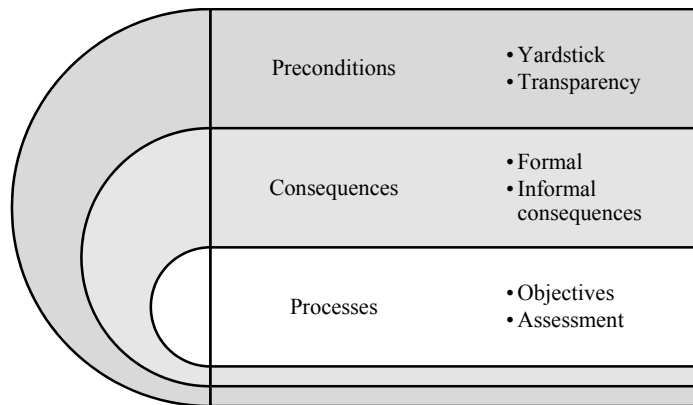 Preconditions
• Yardstick
• Transparency
Consequences
• Formal
• Informal
consequences
Processes
• Objectives
• Assessment